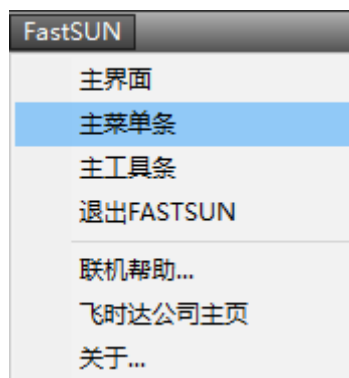 FastSUN
主界面
主菜单条
主工具条
退出FASTSUN
联机帮助...
飞时达公司主页
关于...